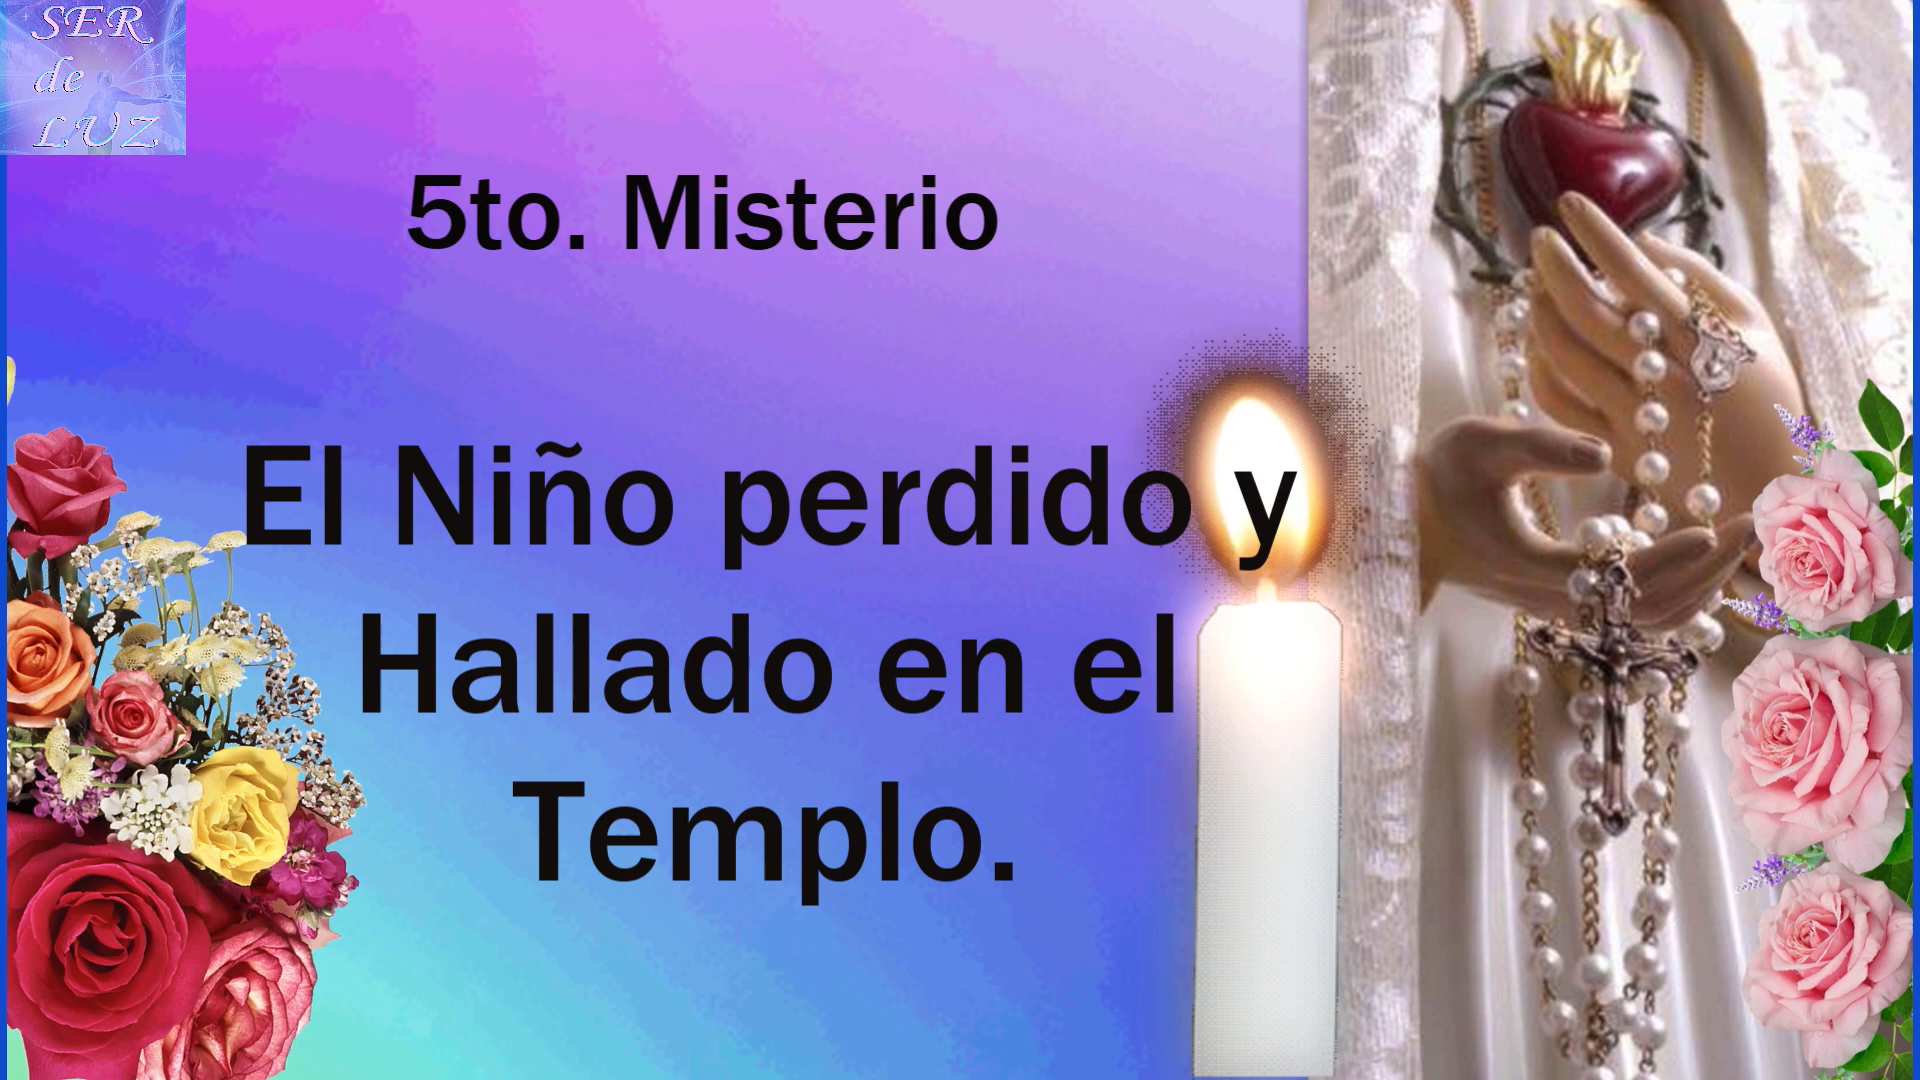 SER
de
LUZ
5to. Misterio
El Niño perdido y
Hallado en el
Templo.